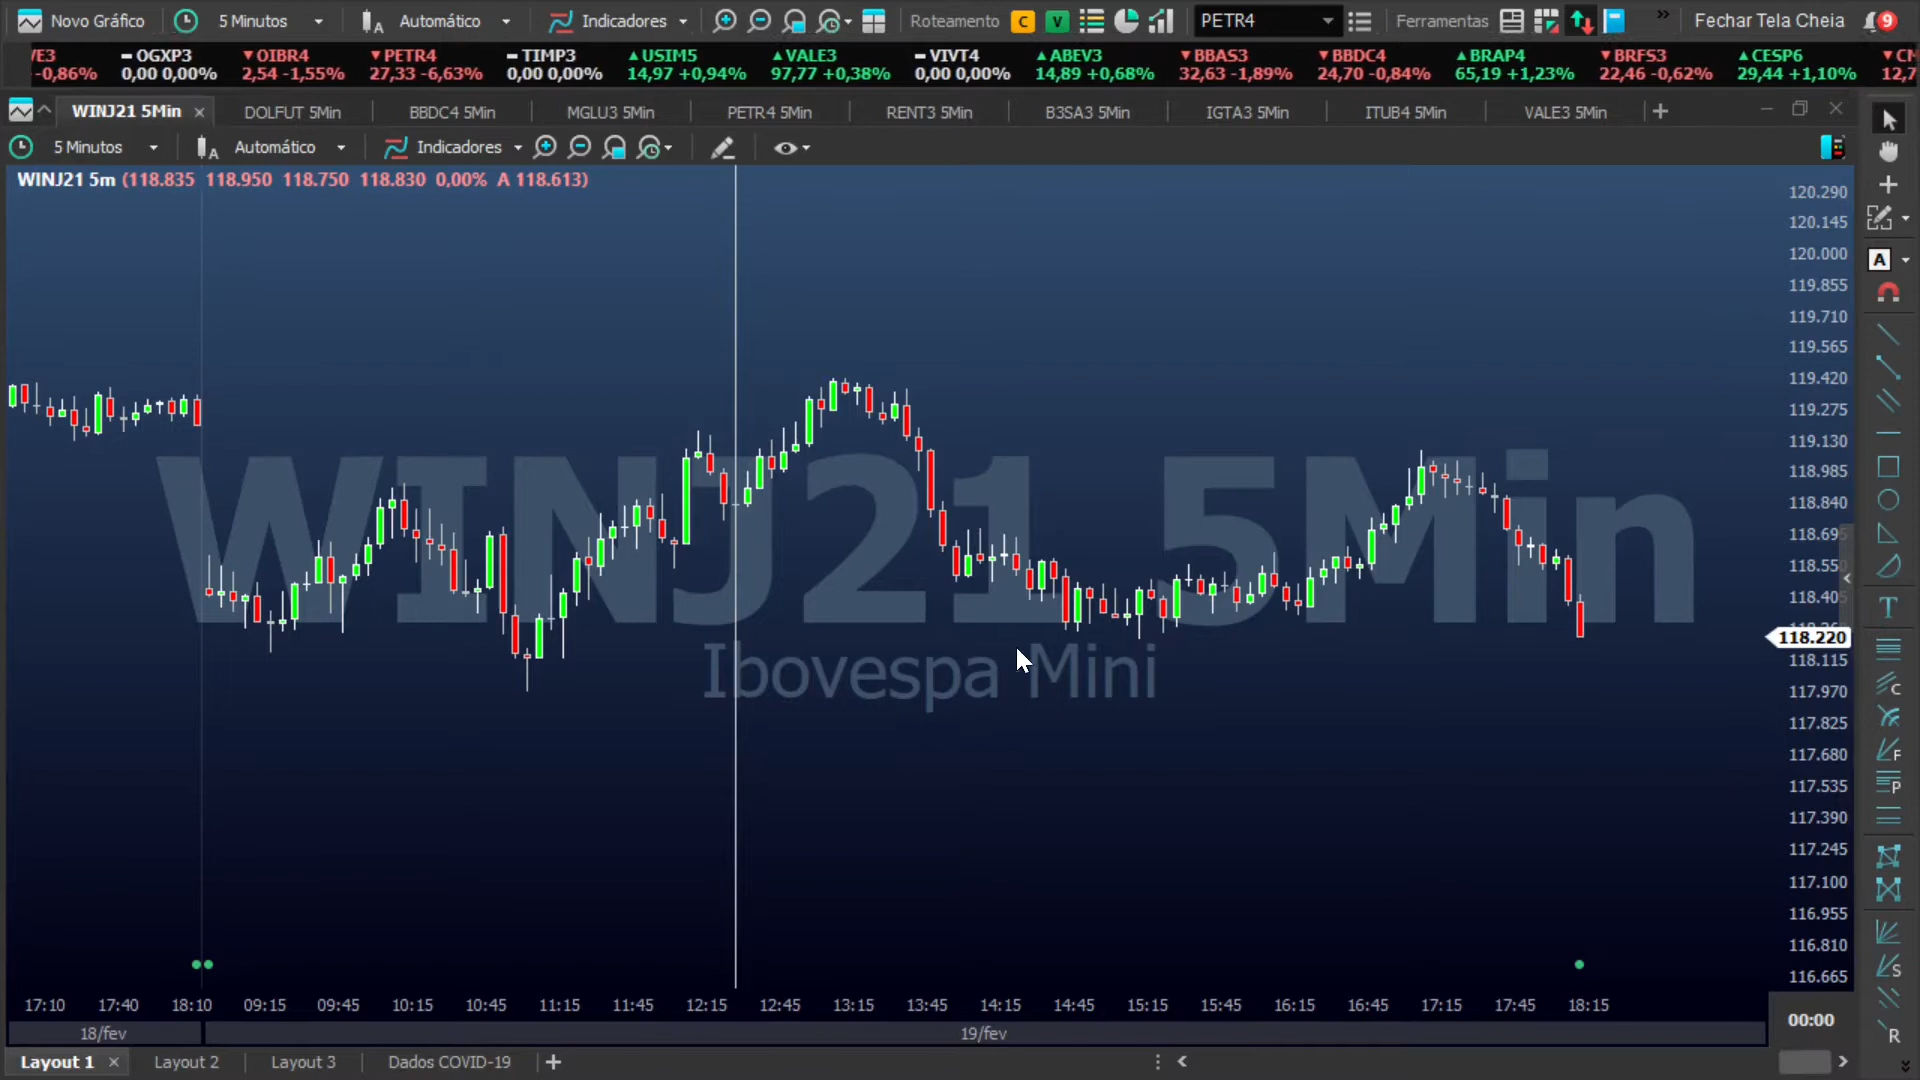 Novo Gráfico 5 Minutos Automático Indicadores Roteamento C V PETR4 Ferramentas » Fechar Tela Cheia 9
/E3 OGXP3 OIBR4 PETR4 TIMP3 USIM5 VALE3 VIVT4 ABEV3 BBAS3 BBDC4 BRAP4 BRFS3 CESP6
-0,86% 0,00 0,00% 2,54 -1,55% 27,33 -6,63% 0,00 0,00% 14,97 +0,94% 97,77 +0,38% 0,00 0,00% 14,89 +0,68% 32,63 -1,89% 24,70 -0,84% 65,19 +1,23% 22,46 -0,62% 29,44 +1,10% 12,7
WINJ21 5Min × DOLFUT 5Min BBDC4 5Min MGLU3 5Min PETR4 5Min RENT3 5Min B3SA3 5Min IGTA3 5Min ITUB4 5Min VALE3 5Min +
5 Minutos Automático Indicadores
WINJ21 5m (118.835 118.950 118.750 118.830 0,00% A 118.613)
WINJ21 5Min
Ibovespa Mini
120.290
120.145
120.000
119.855
119.710
119.565
119.420
119.275
119.130
118.985
118.840
118.695
118.550
118.405
118.220
118.115
117.970
117.825
117.680
117.535
117.390
117.245
117.100
116.955
116.810
116.665
A
T
C
F
P
S
R
17:10 17:40 18:10 09:15 09:45 10:15 10:45 11:15 11:45 12:15 12:45 13:15 13:45 14:15 14:45 15:15 15:45 16:15 16:45 17:15 17:45 18:15
00:00
18/fev 19/fev
Layout 1 × Layout 2 Layout 3 Dados COVID-19 +